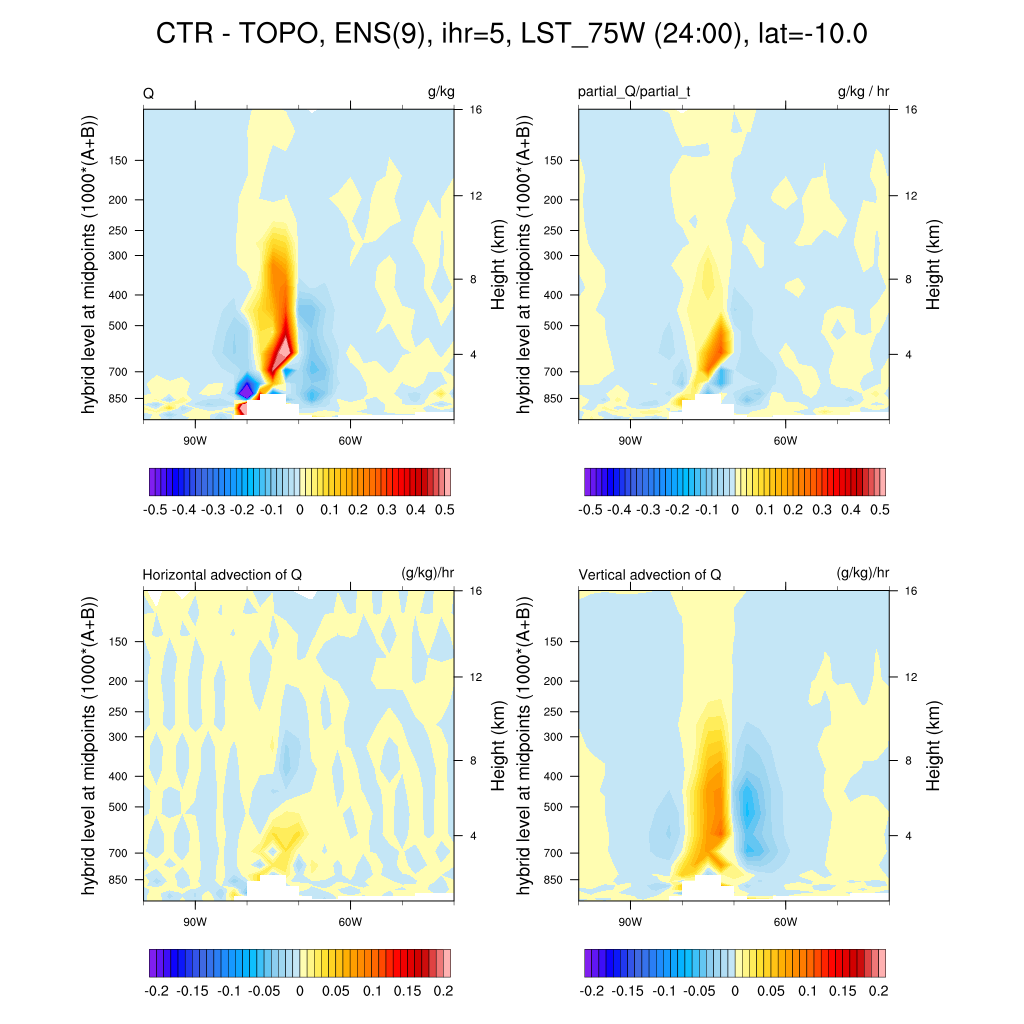 CTR - TOPO, ENS(9), ihr=5, LST_75W (24:00), lat=-10.0
Q g/kg
partial_Q/partial_t g/kg / hr
hybrid level at midpoints (1000*(A+B))
150
200
250
300
400
500
700
850
16
12
8
4
Height (km)
90W 60W
-0.5 -0.4 -0.3 -0.2 -0.1 0 0.1 0.2 0.3 0.4 0.5
hybrid level at midpoints (1000*(A+B))
150
200
250
300
400
500
700
850
16
12
8
4
Height (km)
90W 60W
-0.5 -0.4 -0.3 -0.2 -0.1 0 0.1 0.2 0.3 0.4 0.5
Horizontal advection of Q (g/kg)/hr
Vertical advection of Q (g/kg)/hr
hybrid level at midpoints (1000*(A+B))
150
200
250
300
400
500
700
850
16
12
8
4
Height (km)
90W 60W
-0.2 -0.15 -0.1 -0.05 0 0.05 0.1 0.15 0.2
hybrid level at midpoints (1000*(A+B))
150
200
250
300
400
500
700
850
16
12
8
4
Height (km)
90W 60W
-0.2 -0.15 -0.1 -0.05 0 0.05 0.1 0.15 0.2